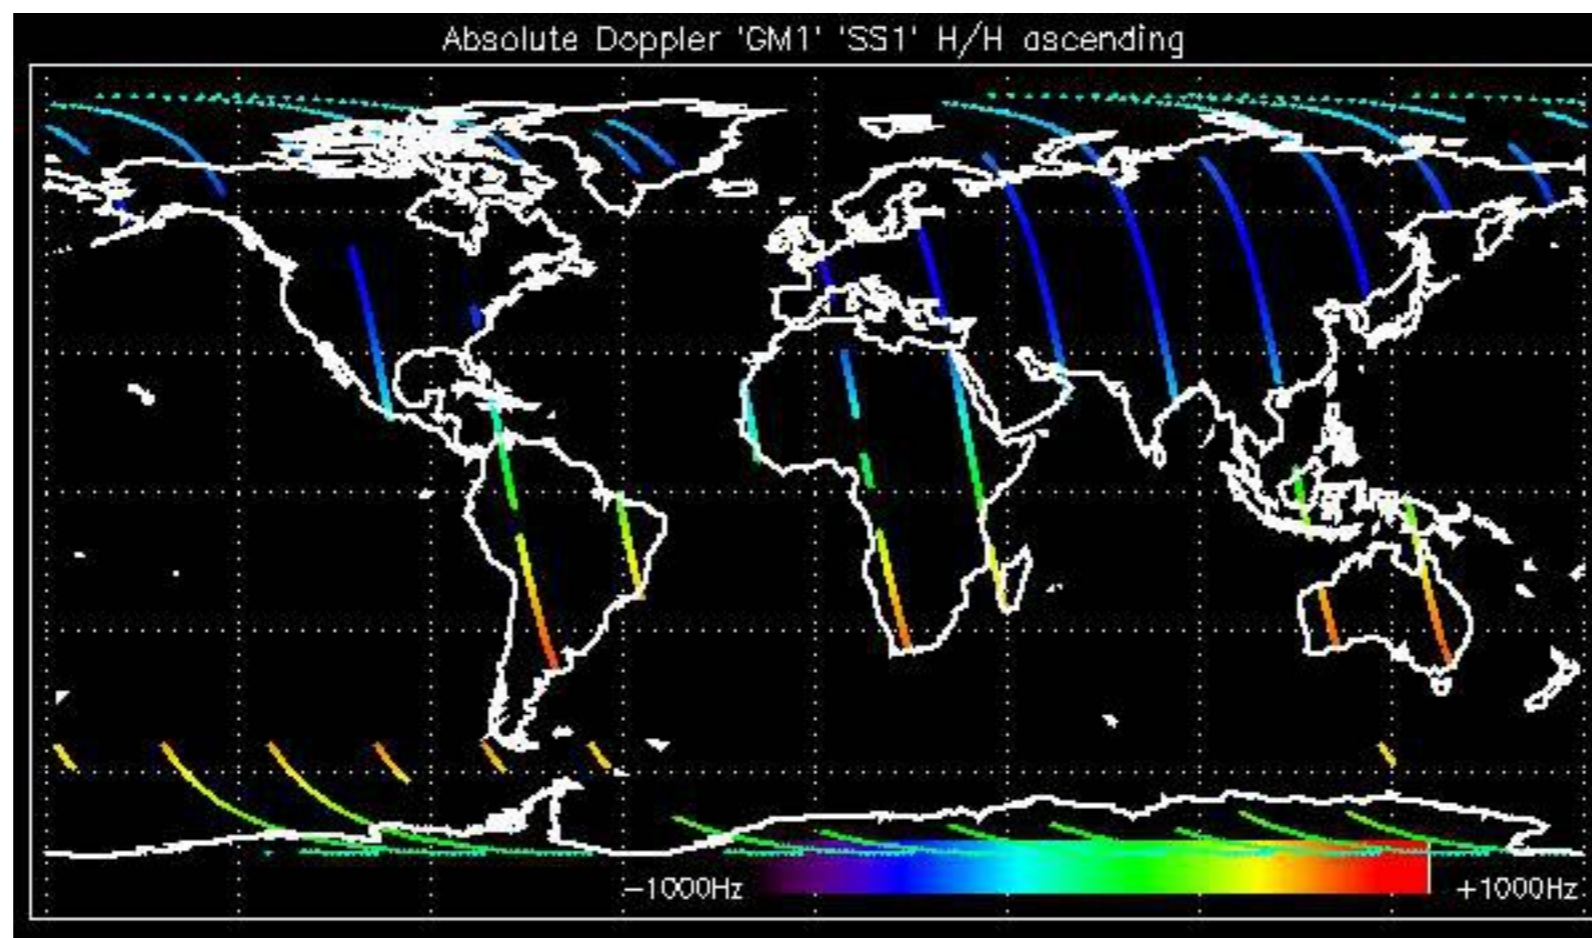 Absolute Doppler 'GM1' 'SS1' H/H ascending
−1000Hz
+1000Hz